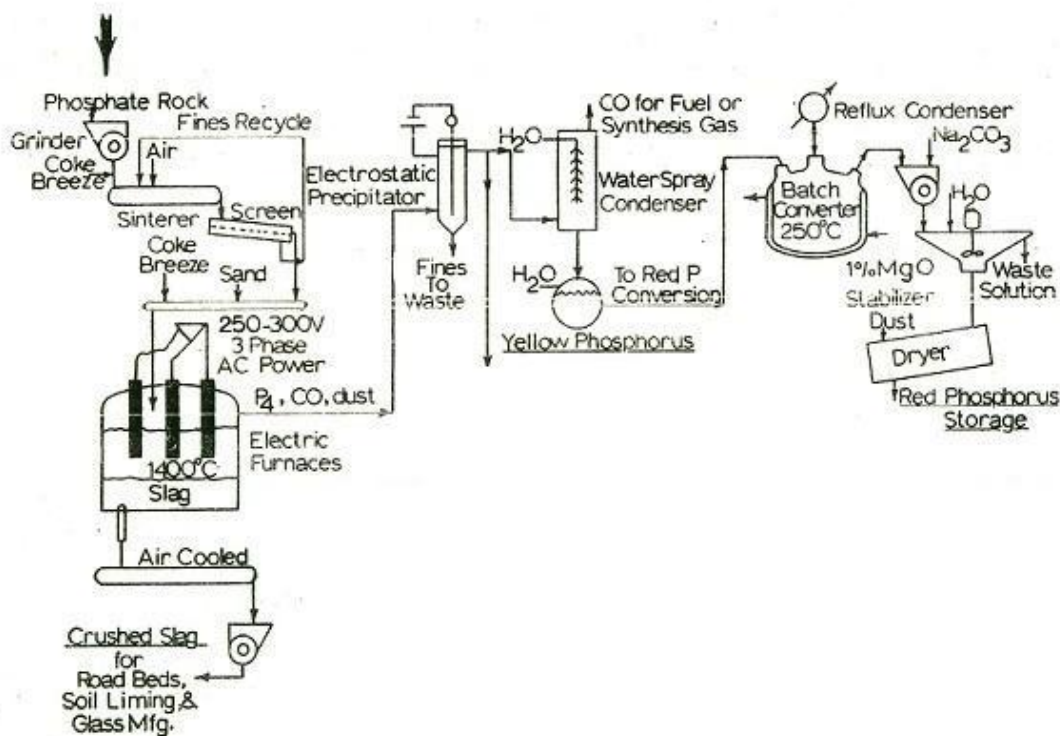 Phosphate Rock
Fines Recycle
Grinder
Coke
Breeze
Air
Sinterer
Screen
Coke
Breeze
Sand
250-300V
3 Phase
AC Power
P4, CO, dust
Electric
Furnaces
1400°C
Slag
Air Cooled
Crushed Slag
for
Road Beds,
Soil Liming &
Glass Mfg.
Electrostatic
Precipitator
Fines
To
Waste
H2O
CO for Fuel or
Synthesis Gas
Water Spray
Condenser
H2O
To Red P
Conversion
Yellow Phosphorus
Reflux Condenser
Na2CO3
Batch
Converter
250°C
H2O
1% MgO
Stabilizer
Dust
Waste
Solution
Dryer
Red Phosphorus
Storage